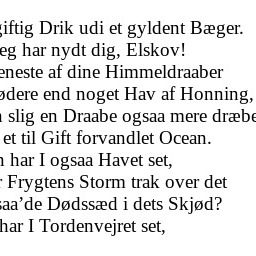 giftig Drik udi et gyldent Bæger.
eg har nydt dig, Elskov!
eneste af dine Himmeldraaber
ødere end noget Hav af Honning,
slig en Draabe ogsaa mere dræbe
et til Gift forvandlet Ocean.
har I ogsaa Havet set,
Frygtens Storm trak over det
saa’de Dødssæd i dets Skjød?
har I Tordenvejret set,